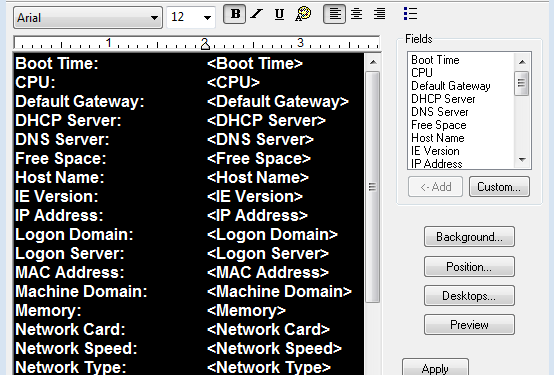 Arial 12 B I U
1 2 3
Boot Time: <Boot Time>
CPU: <CPU>
Default Gateway: <Default Gateway>
DHCP Server: <DHCP Server>
DNS Server: <DNS Server>
Free Space: <Free Space>
Host Name: <Host Name>
IE Version: <IE Version>
IP Address: <IP Address>
Logon Domain: <Logon Domain>
Logon Server: <Logon Server>
MAC Address: <MAC Address>
Machine Domain: <Machine Domain>
Memory: <Memory>
Network Card: <Network Card>
Network Speed: <Network Speed>
Network Type: <Network Type>
Fields
Boot Time
CPU
Default Gateway
DHCP Server
DNS Server
Free Space
Host Name
IE Version
IP Address
<- Add Custom...
Background...
Position...
Desktops...
Preview
Apply